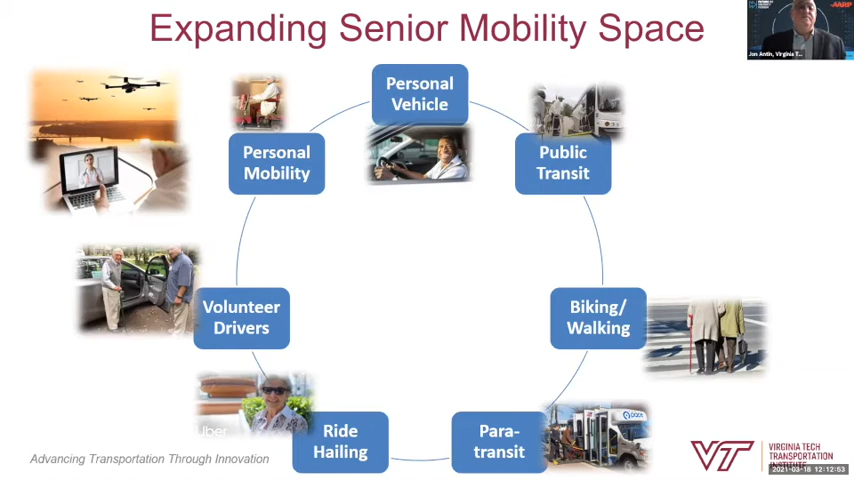 Expanding Senior Mobility Space
AARP
Jon Antin, Virginia T...
Personal
Vehicle
Personal
Mobility
Public
Transit
Volunteer
Drivers
Biking/
Walking
Uber
Ride
Hailing
Para-
transit
pace
Advancing Transportation Through Innovation
VT
VIRGINIA TECH
TRANSPORTATION
INSTITUTE
2021-03-18 12:12:53